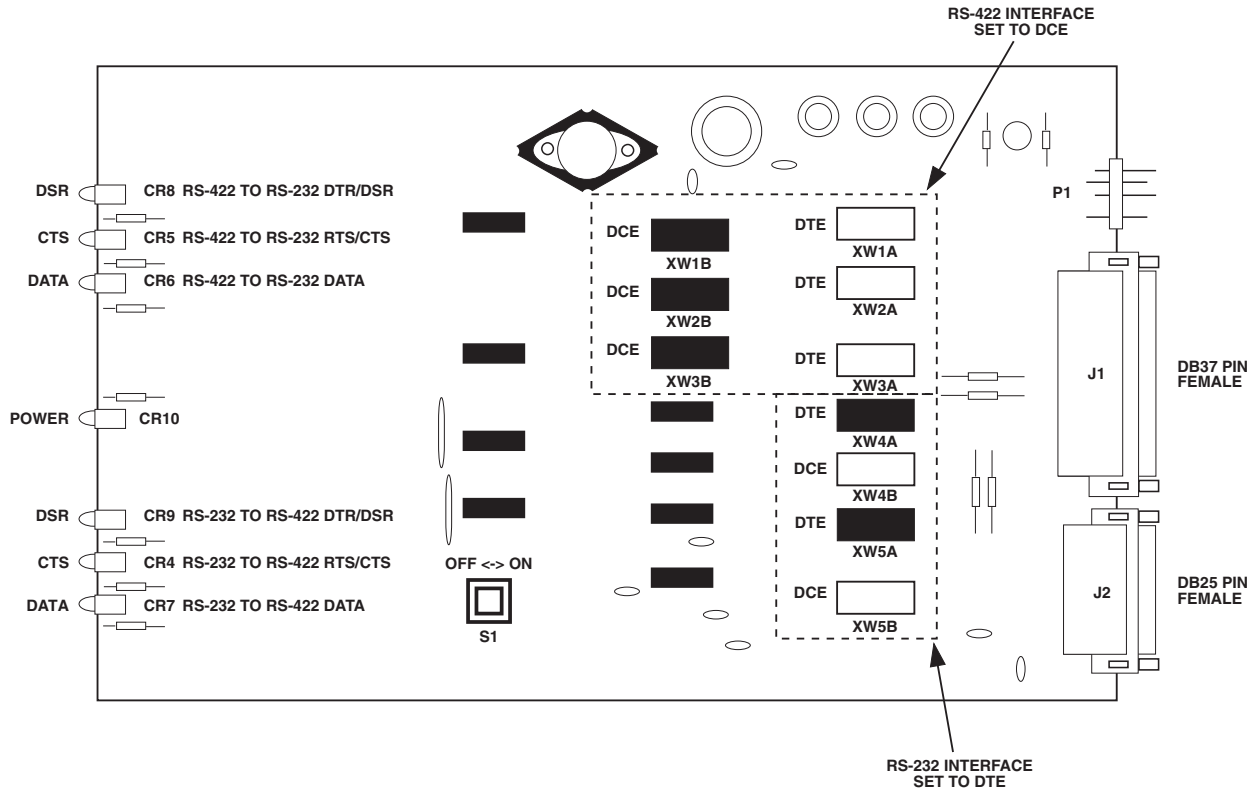 RS-422 INTERFACE
SET TO DCE
DSR
CR8 RS-422 TO RS-232 DTR/DSR
CTS
CR5 RS-422 TO RS-232 RTS/CTS
DATA
CR6 RS-422 TO RS-232 DATA
POWER
CR10
DSR
CR9 RS-232 TO RS-422 DTR/DSR
CTS
CR4 RS-232 TO RS-422 RTS/CTS
DATA
CR7 RS-232 TO RS-422 DATA
OFF <-> ON
S1
DCE
XW1B
DCE
XW2B
DCE
XW3B
DTE
XW1A
DTE
XW2A
DTE
XW3A
DTE
XW4A
DCE
XW4B
DTE
XW5A
DCE
XW5B
P1
J1
DB37 PIN
FEMALE
J2
DB25 PIN
FEMALE
RS-232 INTERFACE
SET TO DTE